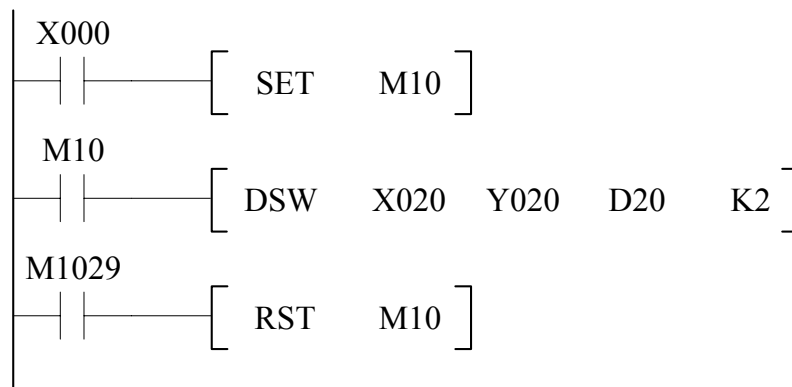 X000
SET M10
M10
DSW X020 Y020 D20 K2
M1029
RST M10